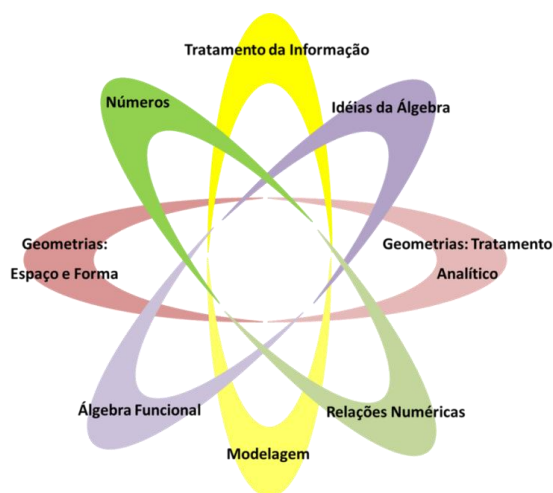 Tratamento da Informação
Números
Idéias da Álgebra
Geometrias:
Espaço e Forma
Geometrias: Tratamento
Analítico
Álgebra Funcional
Relações Numéricas
Modelagem